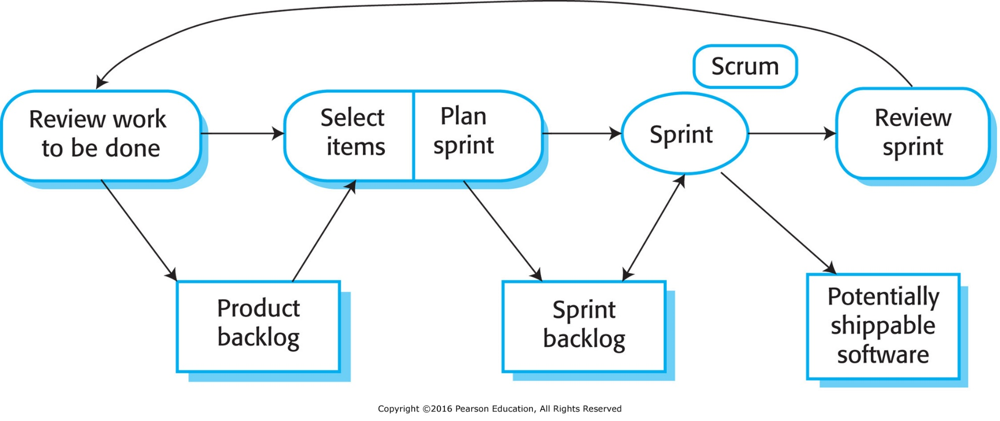 Scrum
Review work
to be done
Select
items
Plan
sprint
Sprint
Review
sprint
Product
backlog
Sprint
backlog
Potentially
shippable
software
Copyright ©2016 Pearson Education, All Rights Reserved